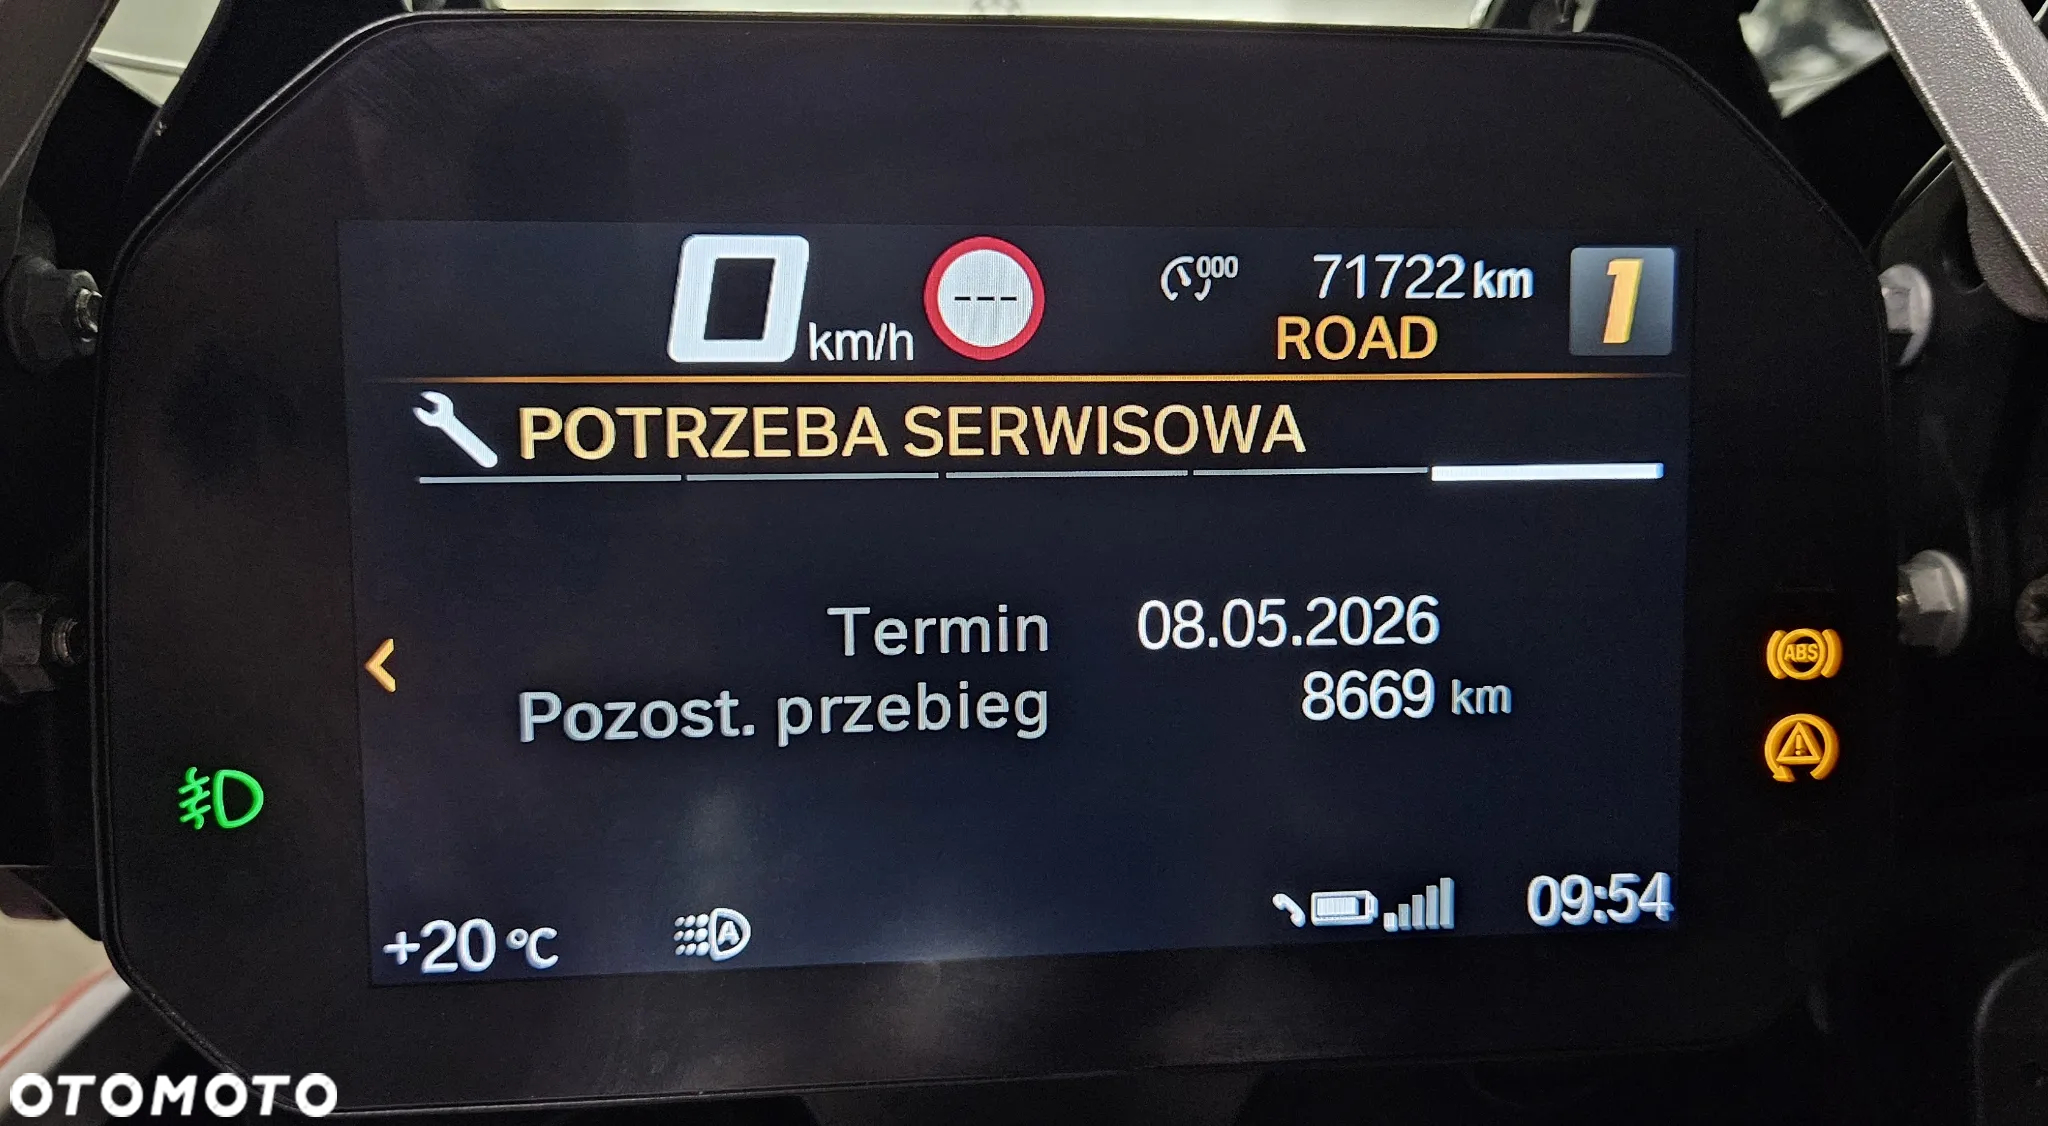 0 km/h
---
000 71722 km
ROAD
1
POTRZEBA SERWISOWA
Termin 08.05.2026
Pozost. przebieg 8669 km
ABS
+20 °C
A
09:54
OTOMOTO